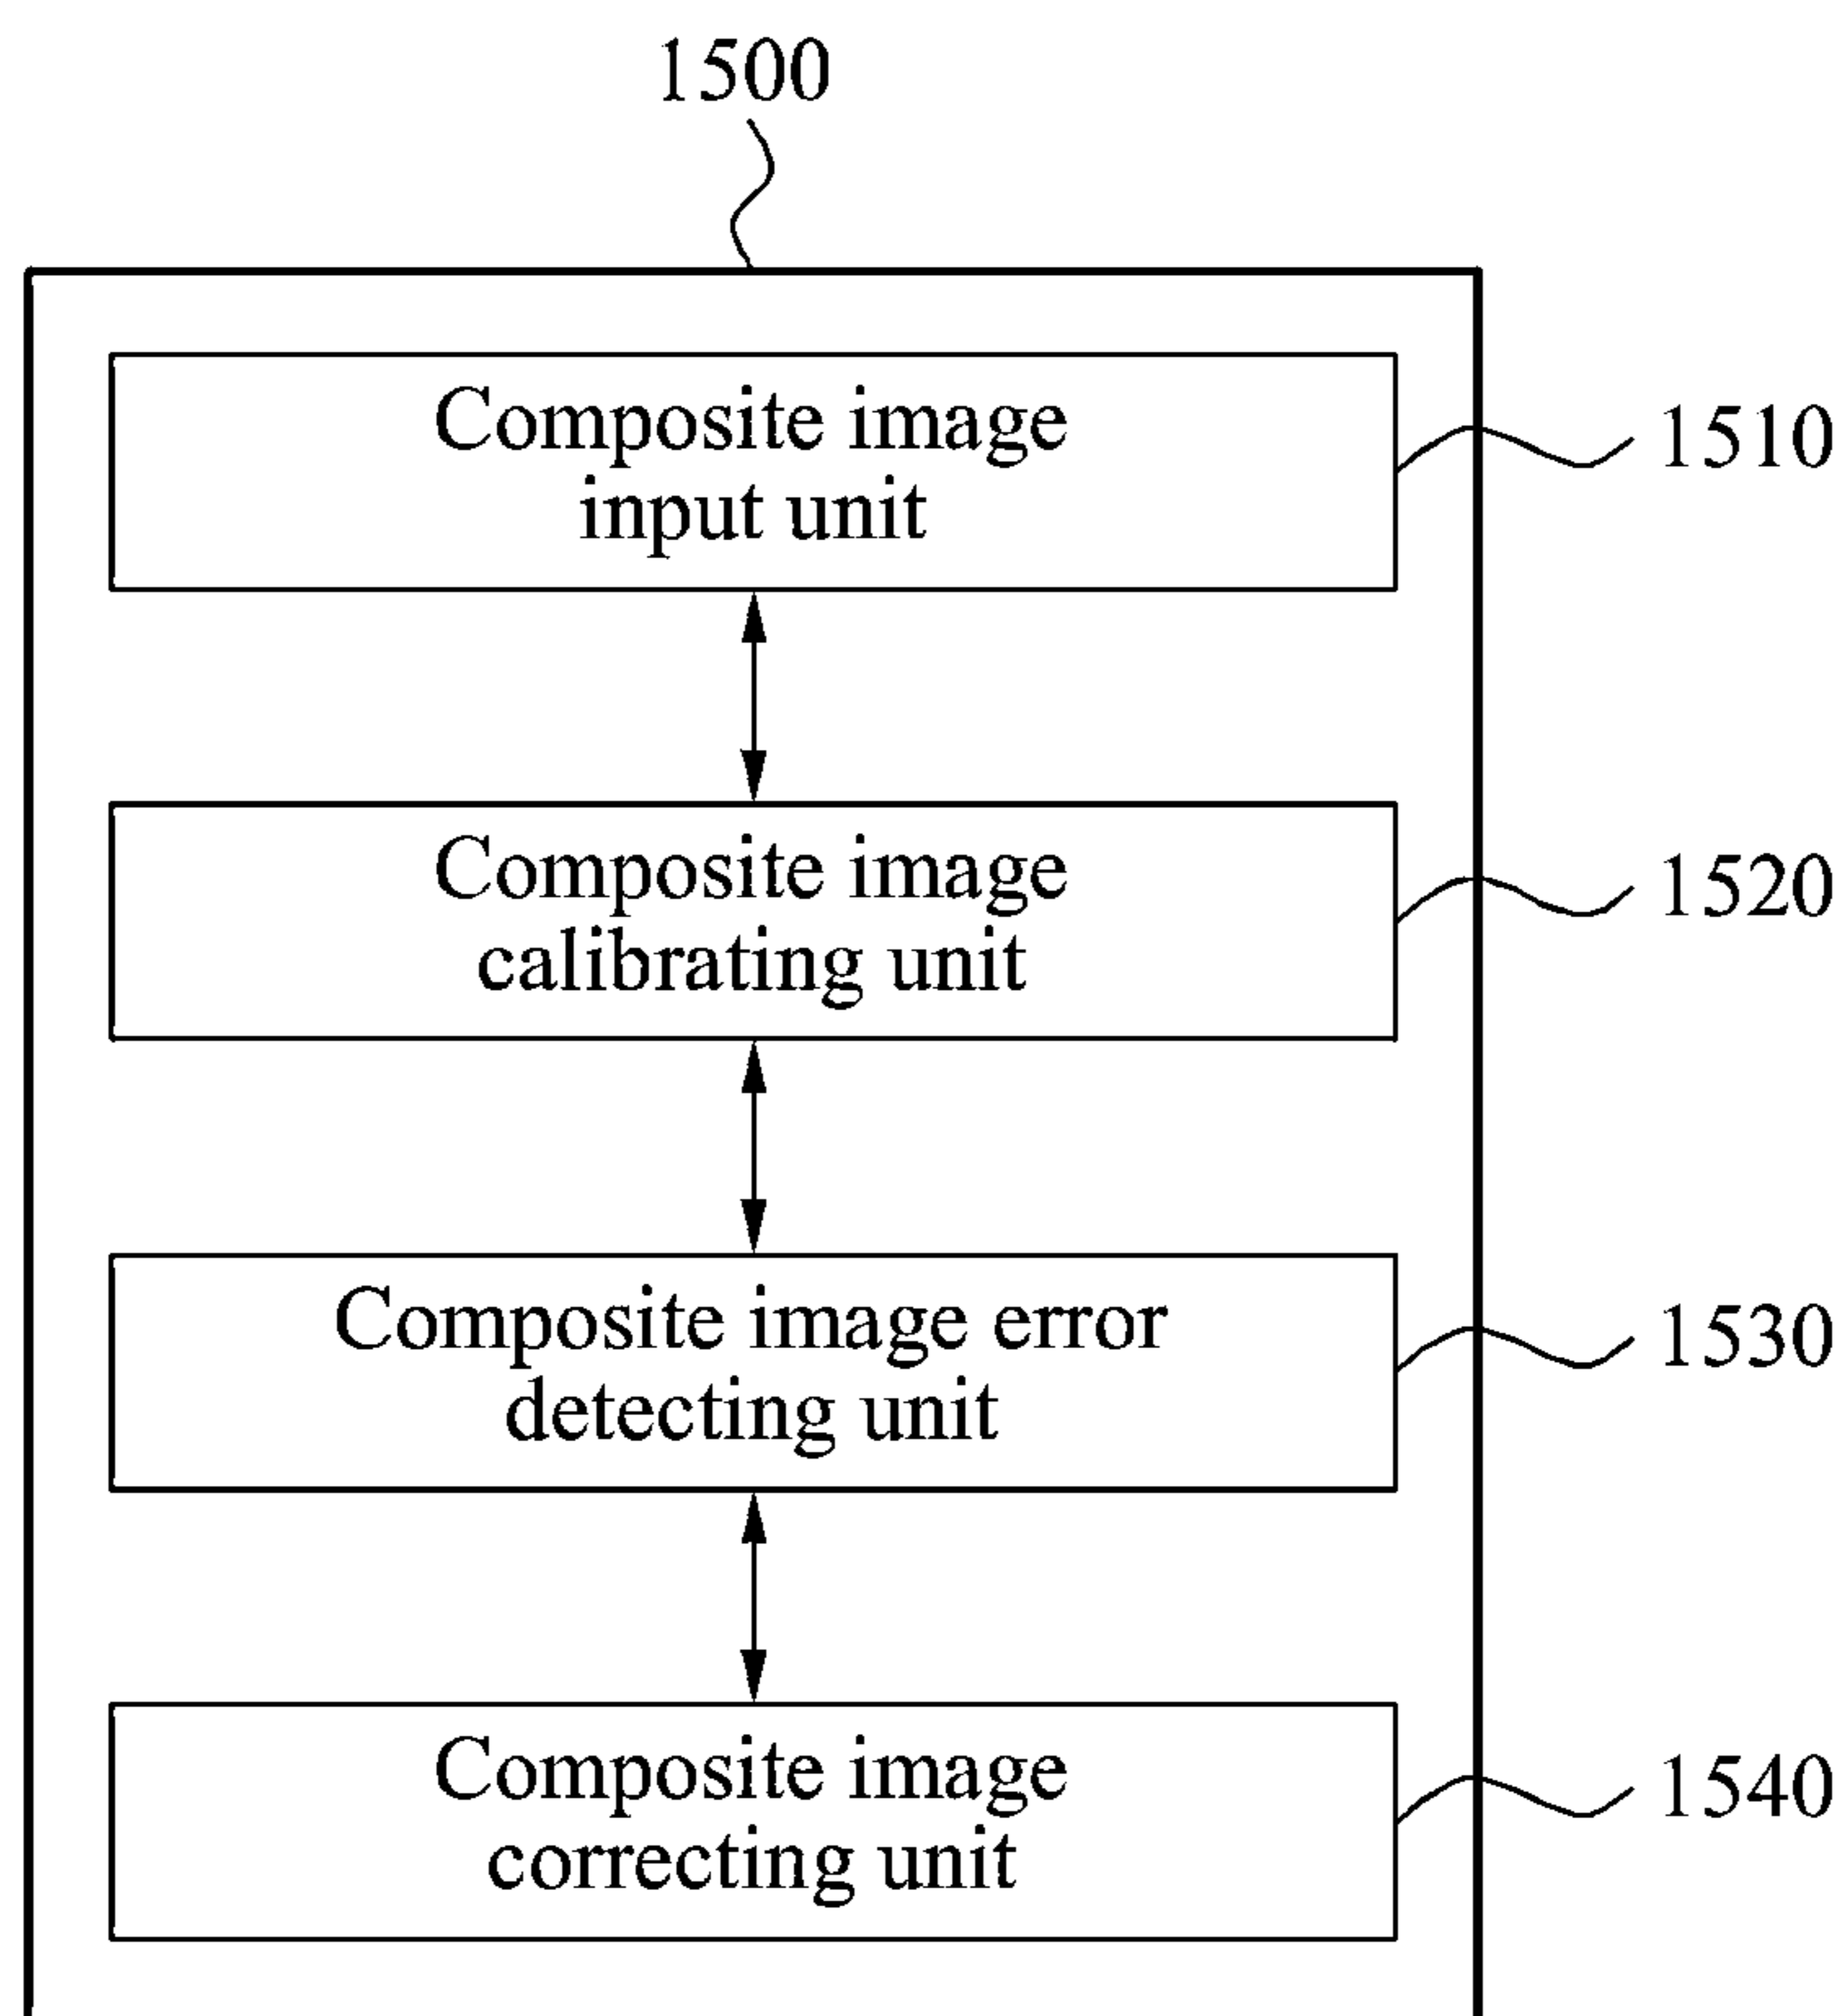 1500
Composite image
input unit
1510
Composite image
calibrating unit
1520
Composite image error
detecting unit
1530
Composite image
correcting unit
1540